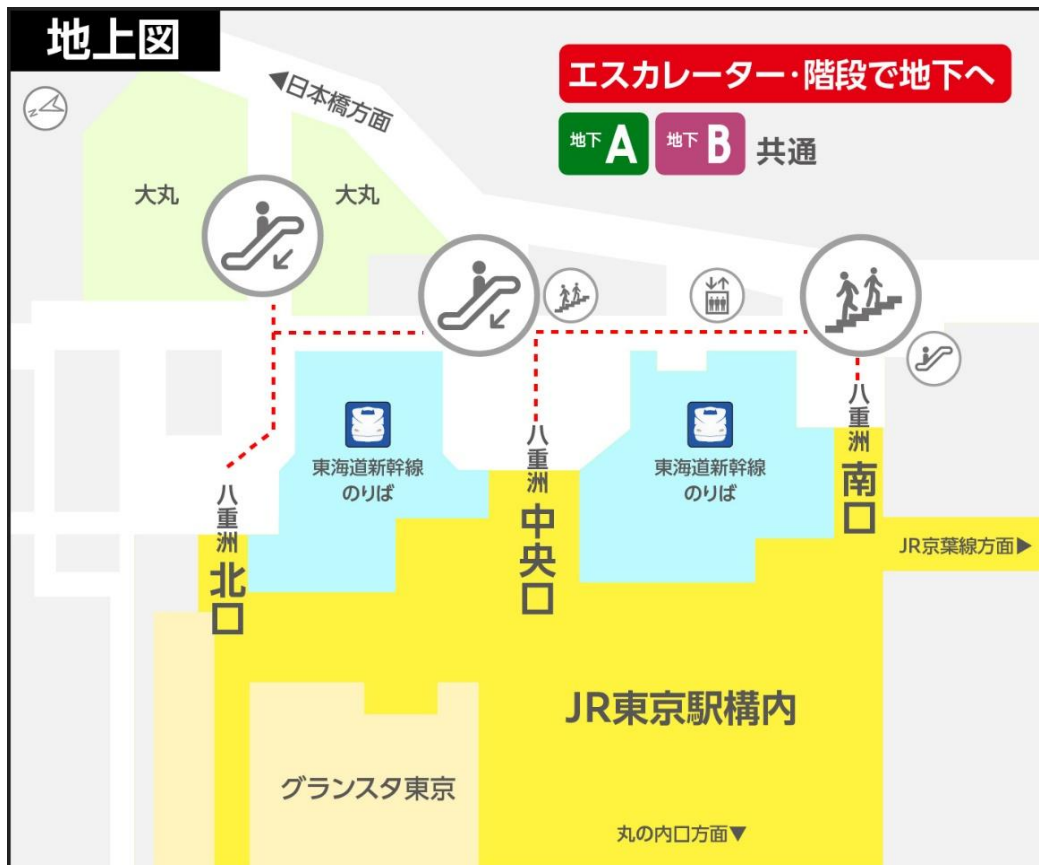 地上図
エスカレーター・階段で地下へ
地下A 地下B 共通
◀日本橋方面
N
大丸
大丸
東海道新幹線
のりば
東海道新幹線
のりば
八重洲北口
八重洲中央口
八重洲南口
JR京葉線方面▶
JR東京駅構内
グランスタ東京
丸の内口方面▼